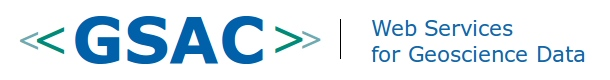 <<GSAC>>
Web Services
for Geoscience Data